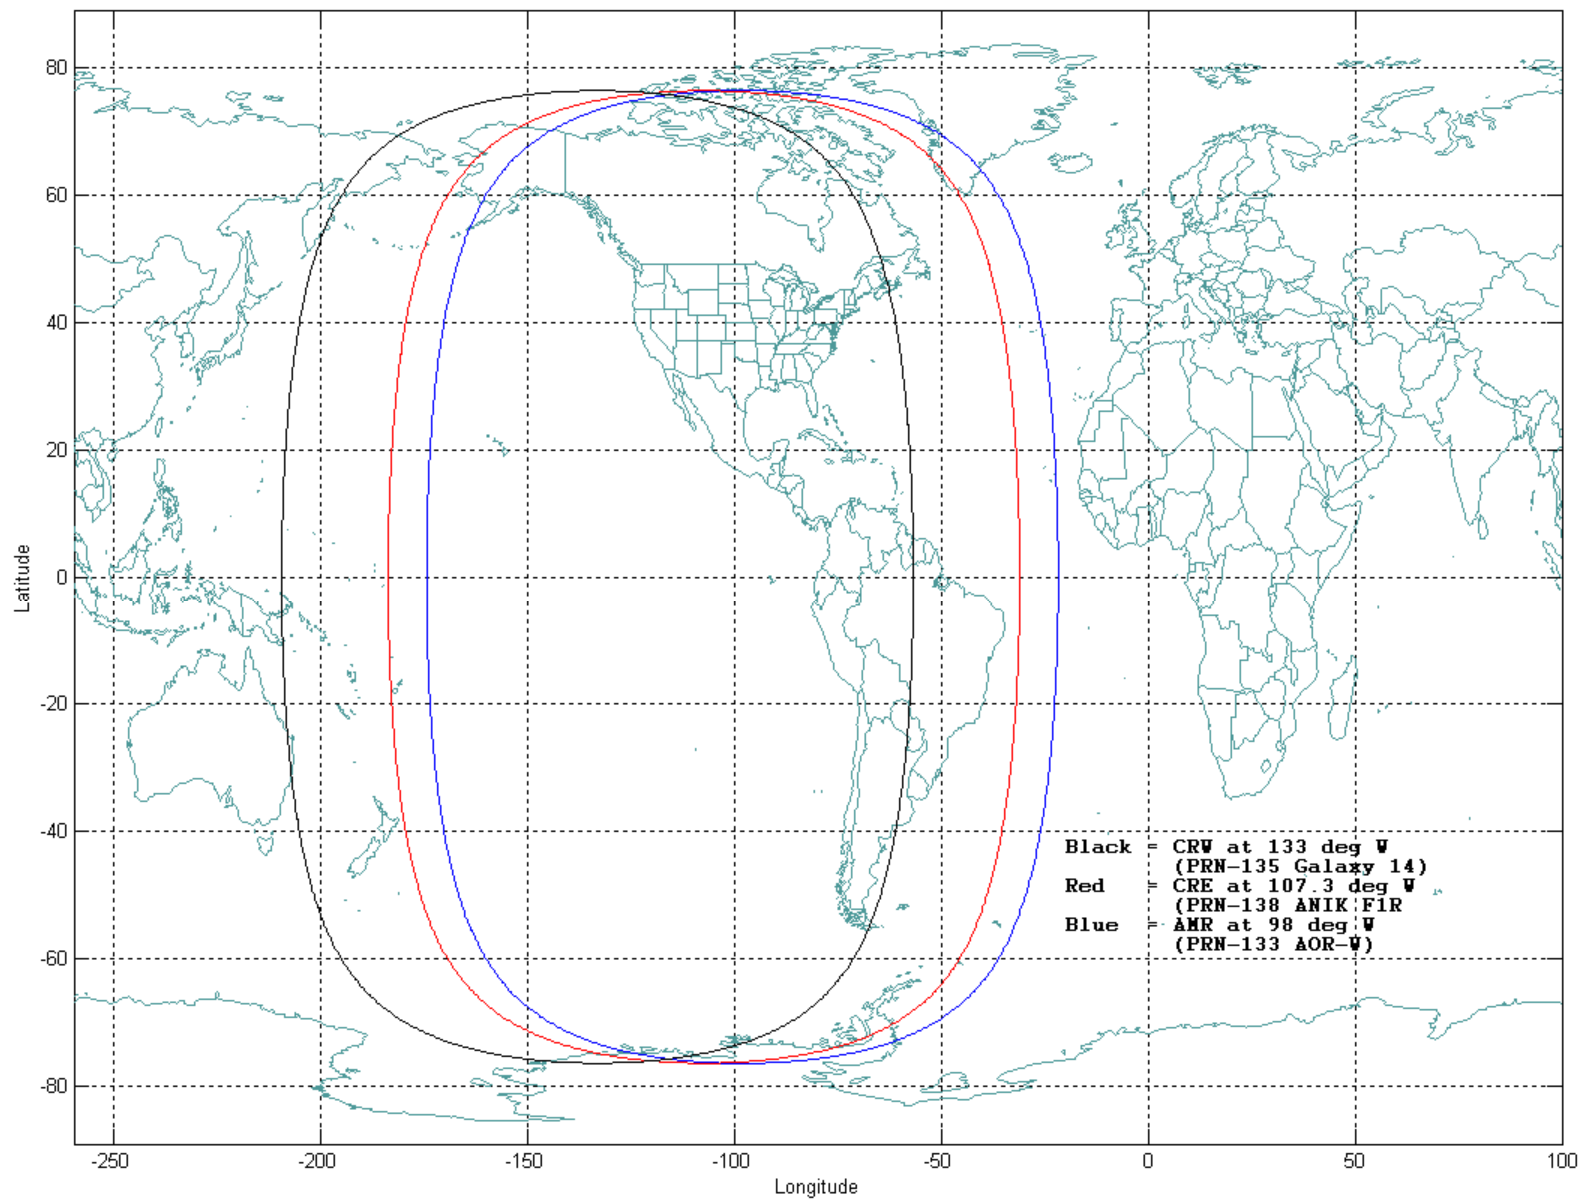 80
60
40
20
0
-20
-40
-60
-80
Latitude
-250
-200
-150
-100
-50
0
50
100
Longitude
Black = CRW at 133 deg W
(PRN-135 Galaxy 14)
Red = CRE at 107.3 deg W
(PRN-138 ANIK F1R
Blue = AMR at 98 deg W
(PRN-133 AOR-W)